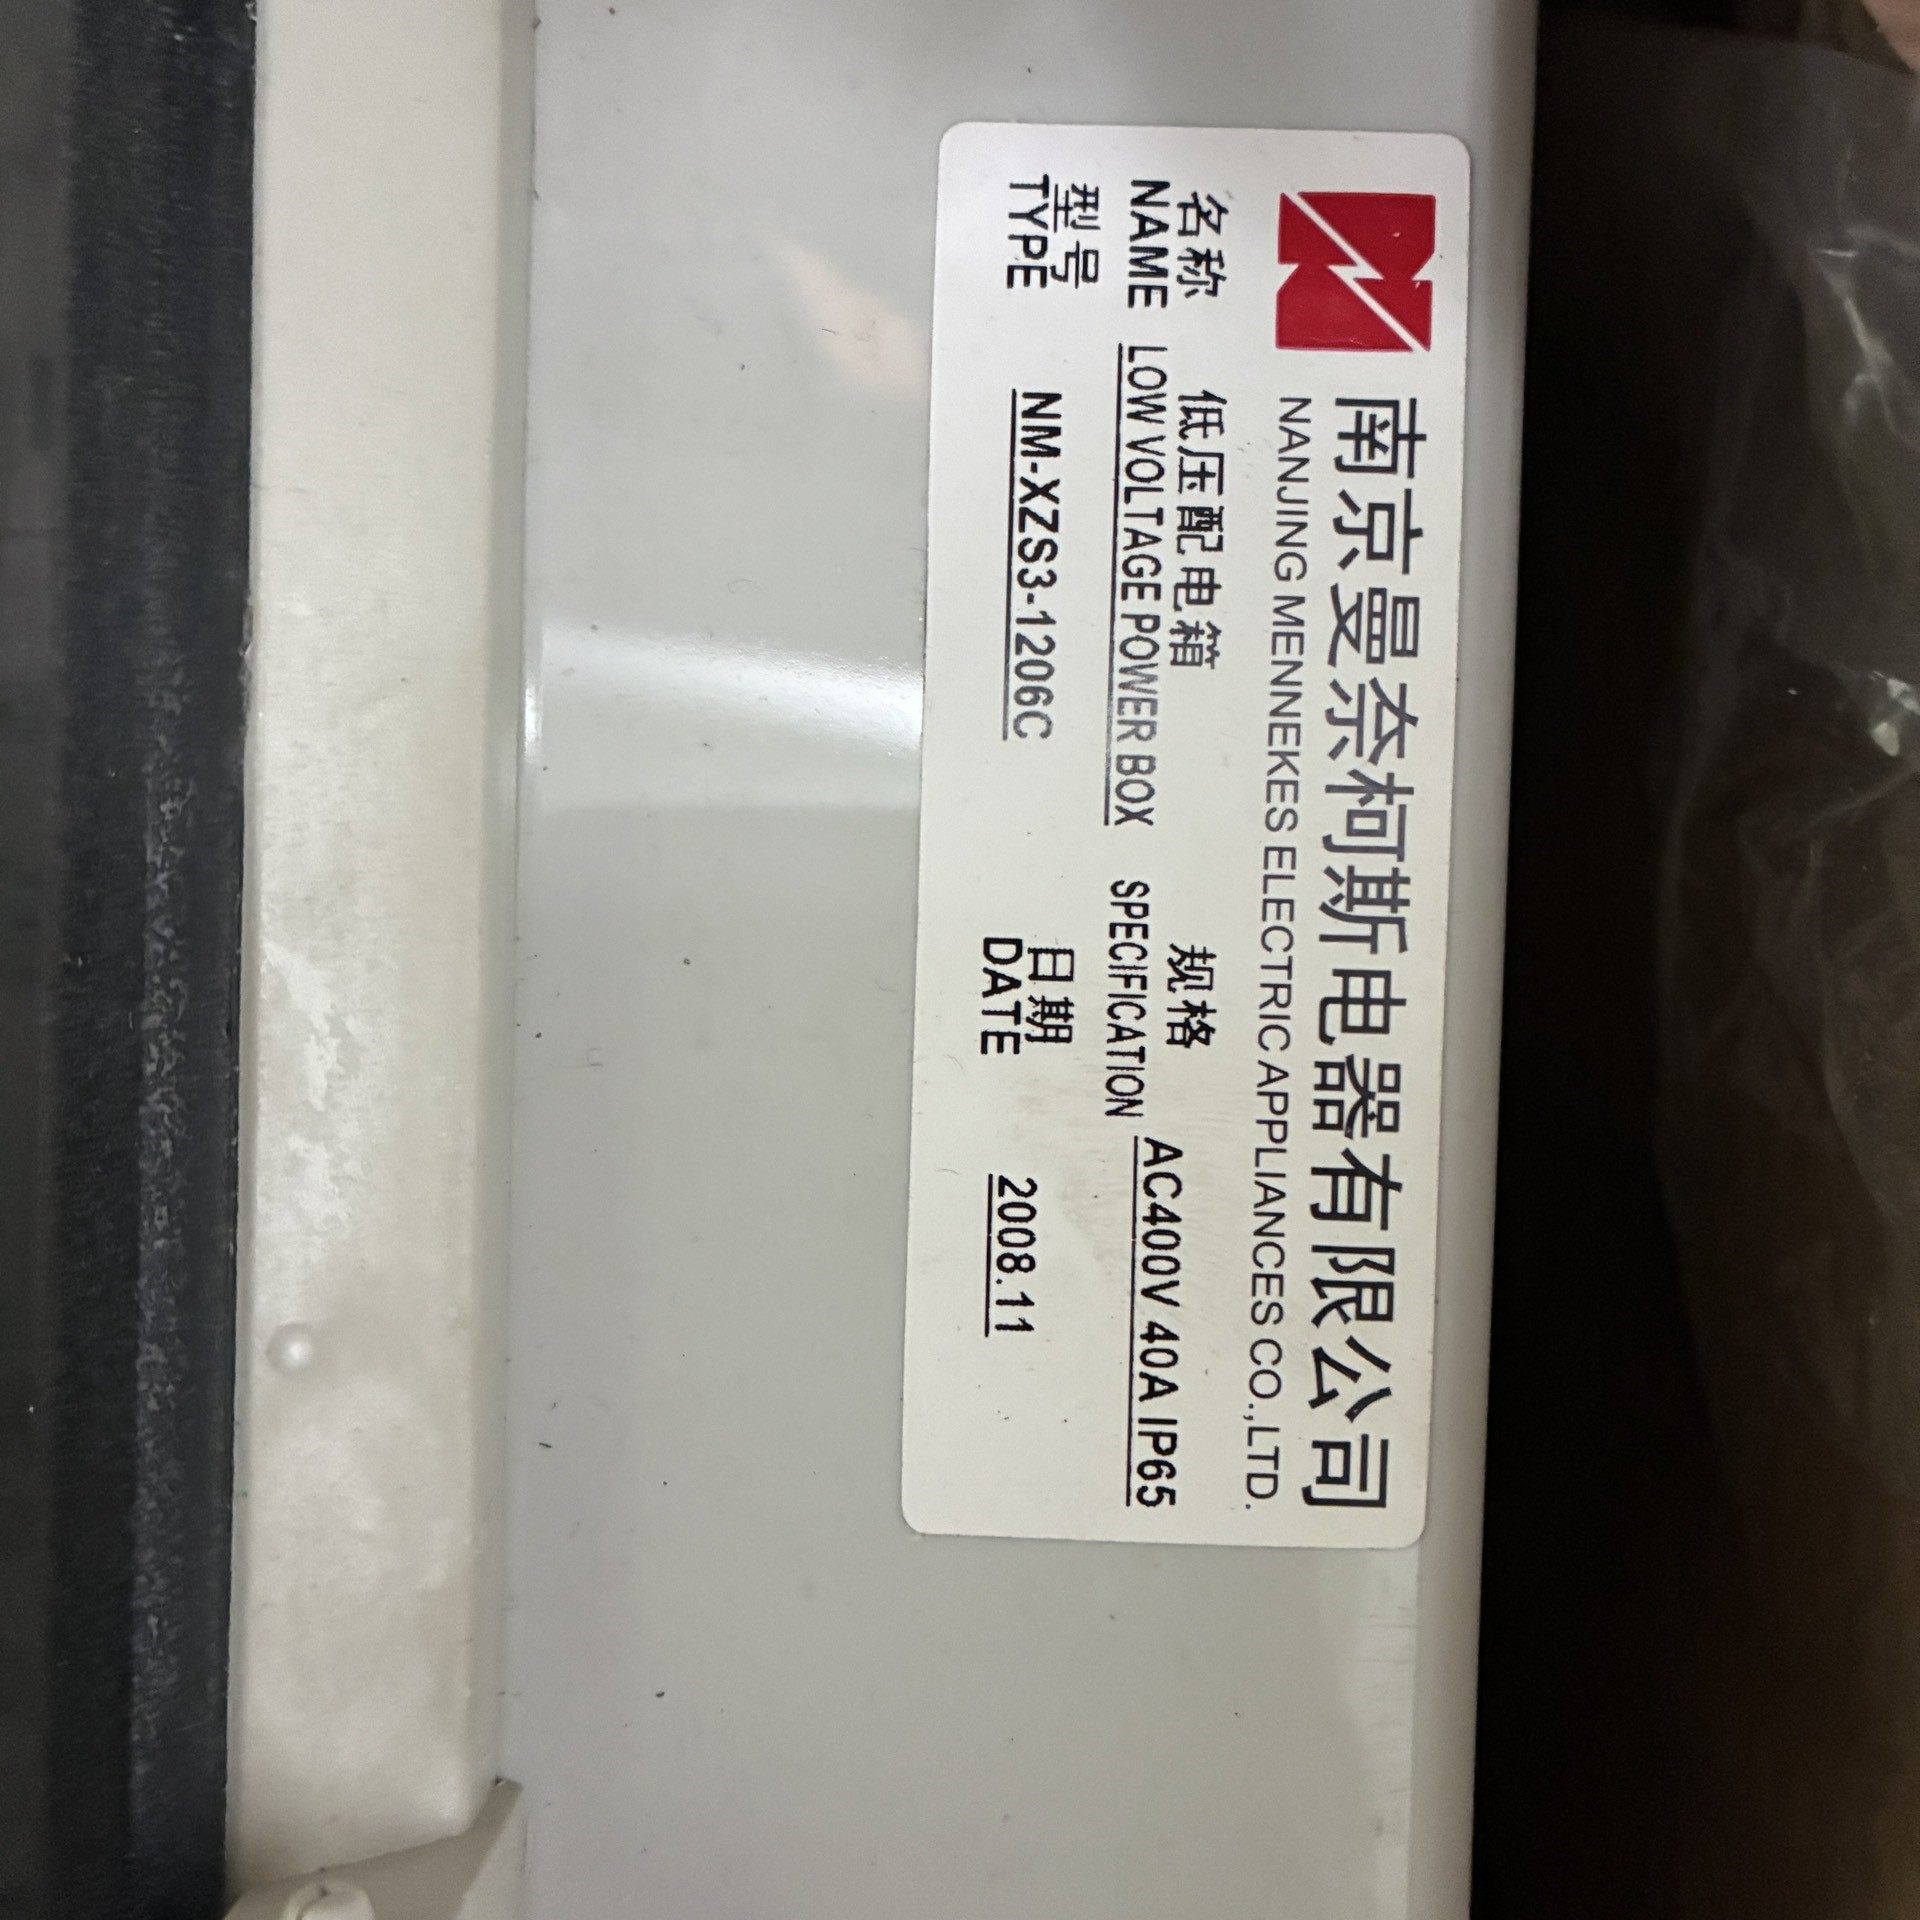 南京曼奈柯斯电器有限公司
NANJING MENNEKES ELECTRIC APPLIANCES CO.,LTD.
名称 低压配电箱 规格
NAME LOW VOLTAGE POWER BOX SPECIFICATION AC400V 40A IP65
型号 日期
TYPE NM-XZS3-1206C DATE 2008.11